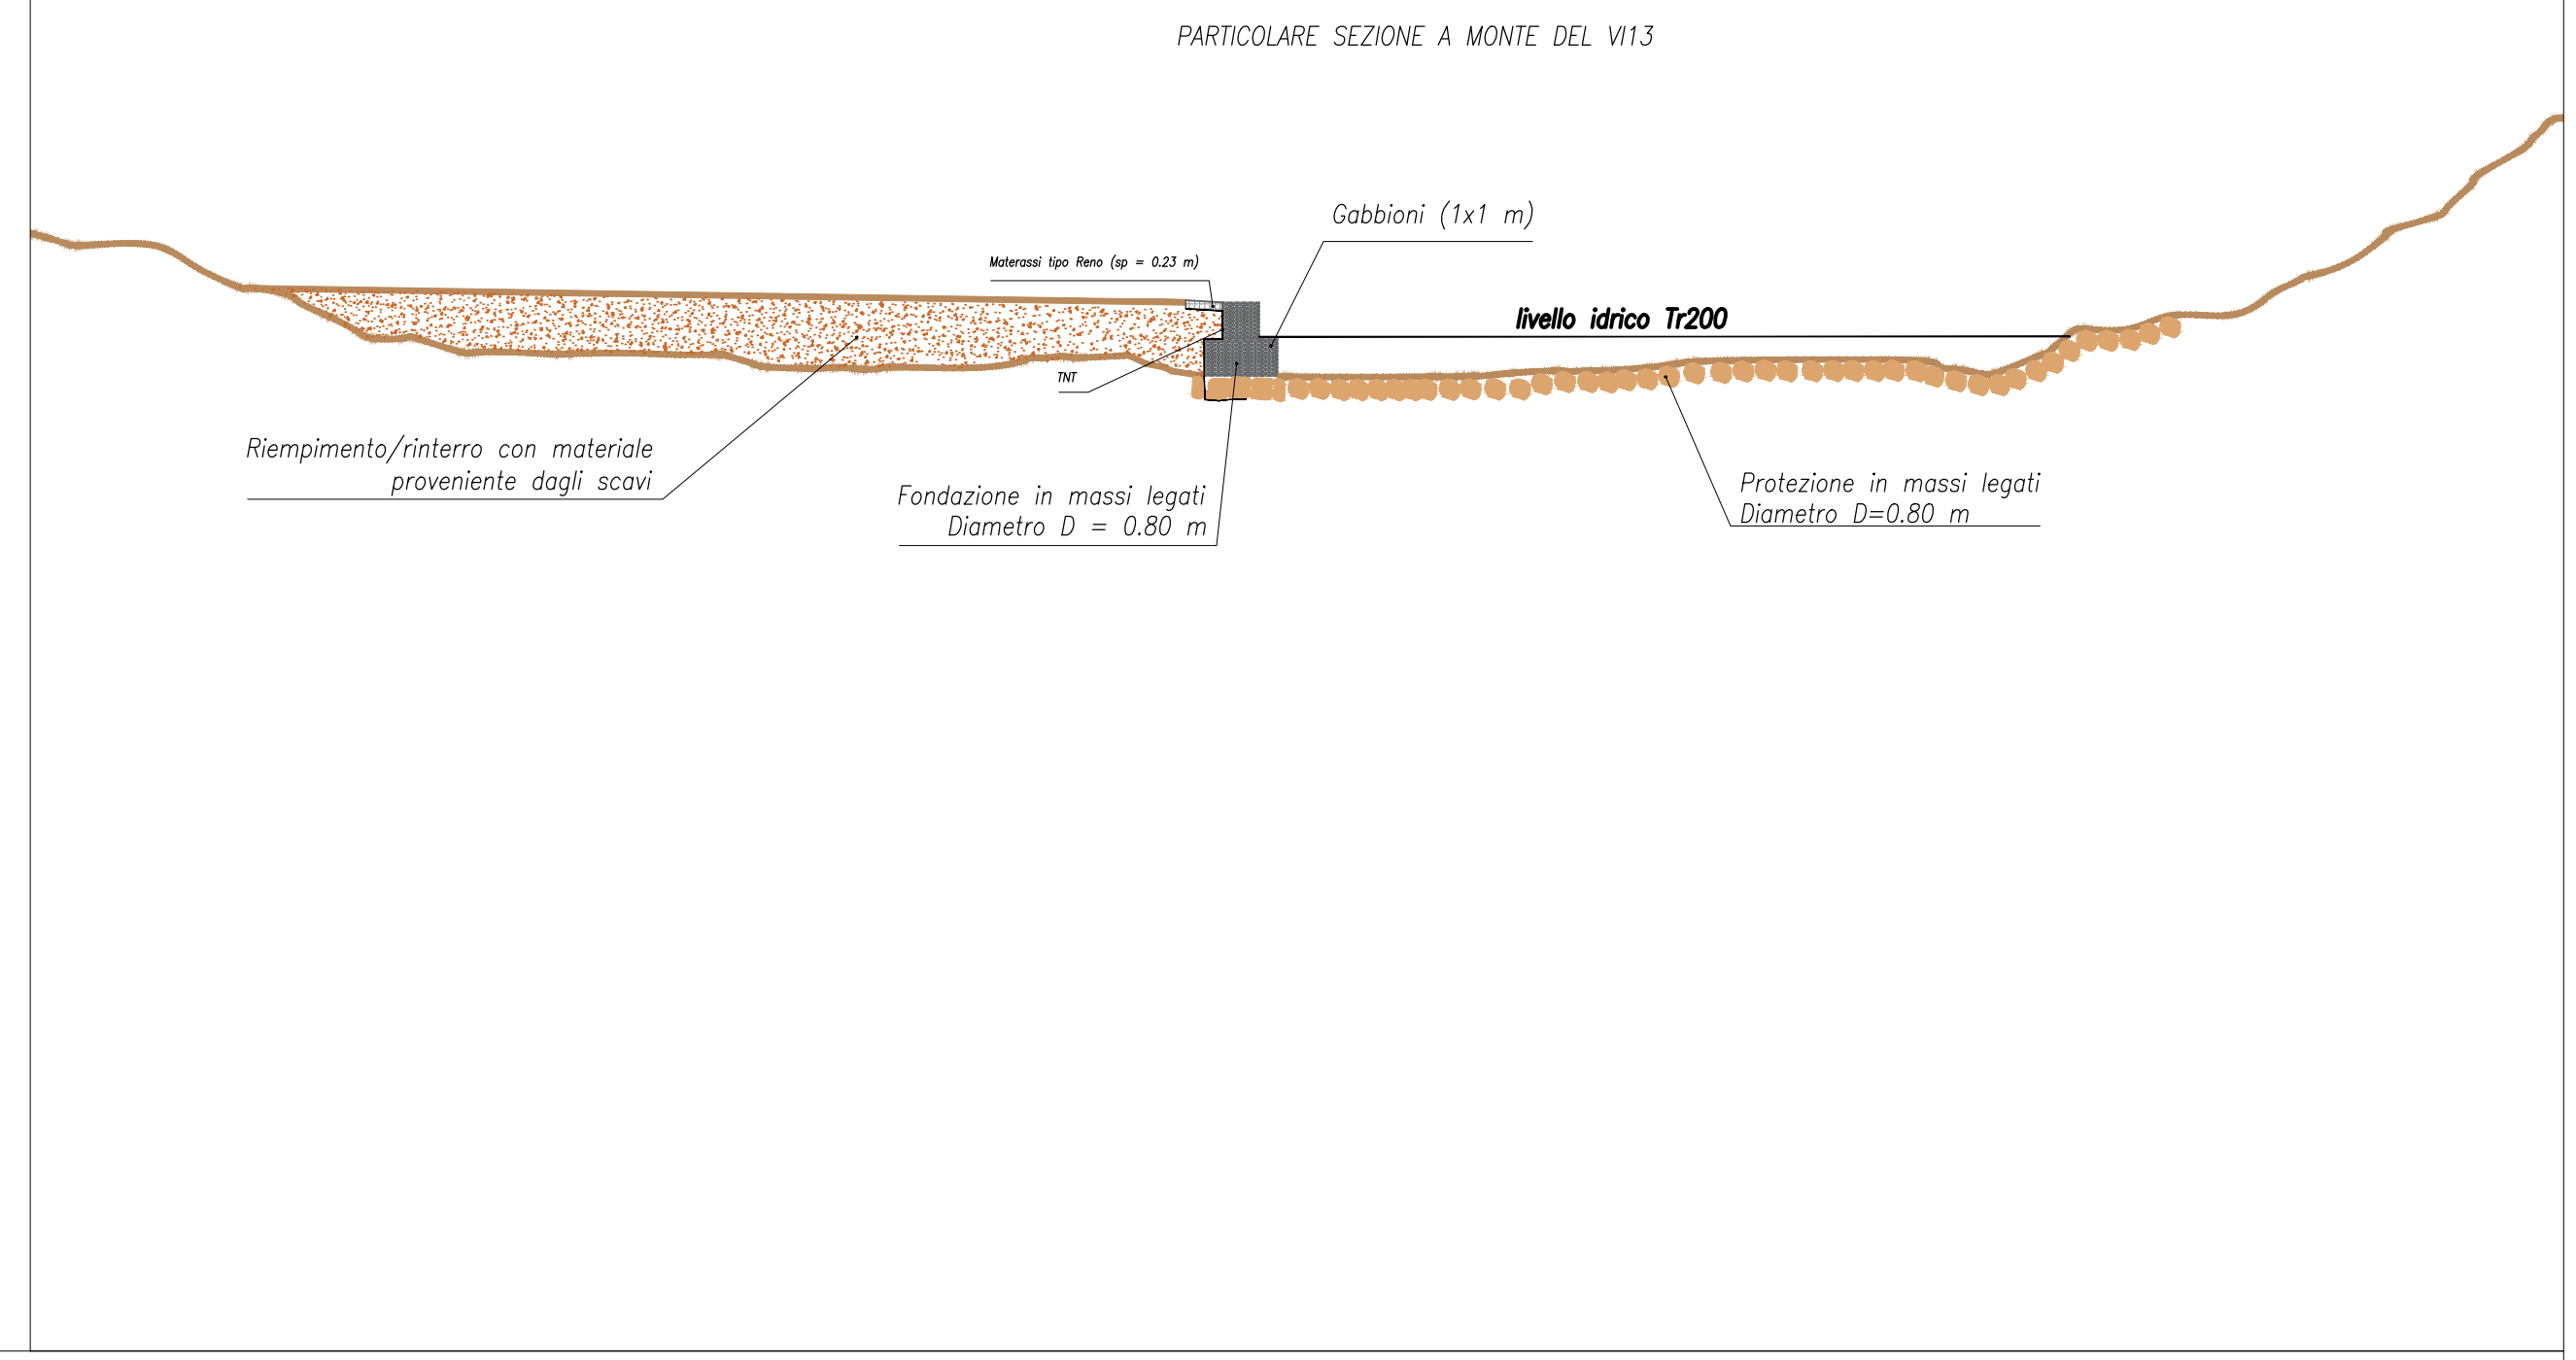 PARTICOLARE SEZIONE A MONTE DEL VI13
Gabbioni (1x1 m)
Materassi tipo Reno (sp = 0.23 m)
livello idrico Tr200
TNT
Riempimento/rinterro con materiale
proveniente dagli scavi
Fondazione in massi legati
Diametro D = 0.80 m
Protezione in massi legati
Diametro D=0.80 m